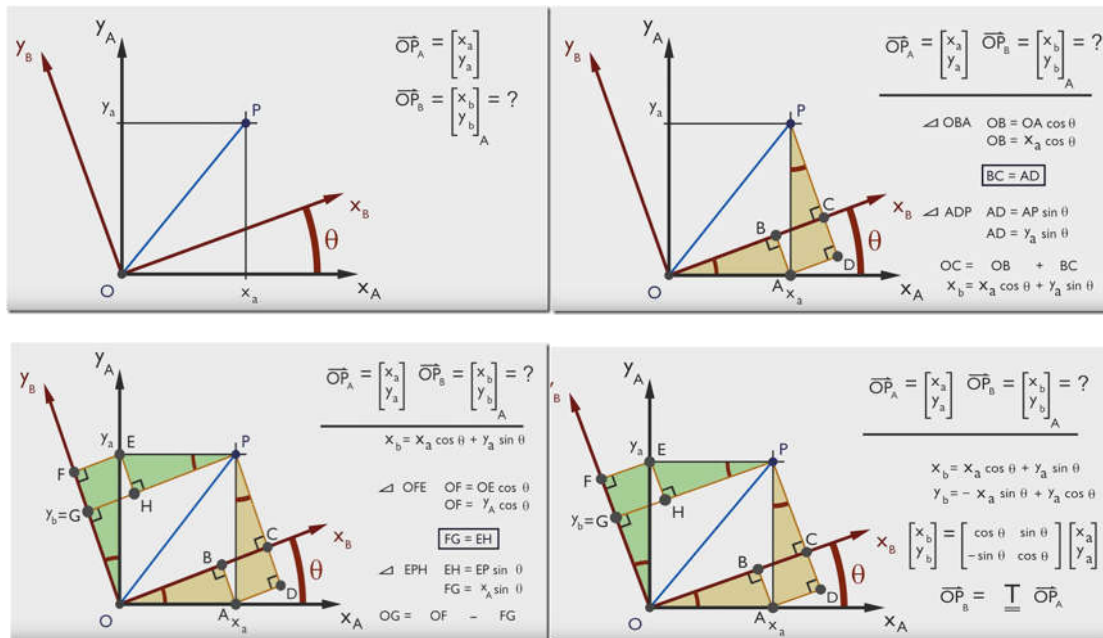 y_A
y_B
y_a
P
x_B
θ
O
x_a
x_A
OP_A = [x_a y_a]
OP_B = [x_b y_b]_A = ?
y_A
y_B
y_a
P
C
x_B
B
θ
D
O
A
x_a
x_A
OP_A = [x_a y_a] OP_B = [x_b y_b]_A = ?
⊿ OBA OB = OA cos θ
OB = x_a cos θ
BC = AD
⊿ ADP AD = AP sin θ
AD = y_a sin θ
OC = OB + BC
x_b = x_a cos θ + y_a sin θ
y_A
y_B
y_a
E
P
F
H
y_b=G
C
x_B
B
θ
D
O
A
x_a
x_A
OP_A = [x_a y_a] OP_B = [x_b y_b]_A = ?
x_b = x_a cos θ + y_a sin θ
⊿ OFE OF = OE cos θ
OF = y_A cos θ
FG = EH
⊿ EPH EH = EP sin θ
FG = x_A sin θ
OG = OF − FG
y_A
y_B
y_a
E
P
F
H
y_b=G
C
x_B
B
θ
D
O
A
x_a
x_A
OP_A = [x_a y_a] OP_B = [x_b y_b]_A = ?
x_b = x_a cos θ + y_a sin θ
y_b = − x_a sin θ + y_a cos θ
[x_b y_b] = [cos θ sin θ −sin θ cos θ] [x_a y_a]
OP_B = T OP_A